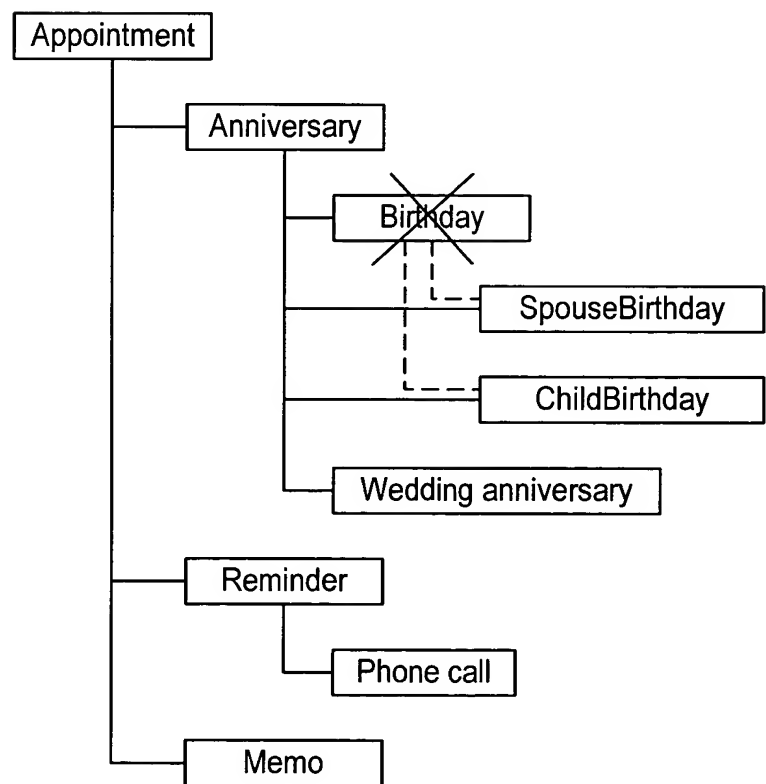 Appointment
Anniversary
Birthday
SpouseBirthday
ChildBirthday
Wedding anniversary
Reminder
Phone call
Memo